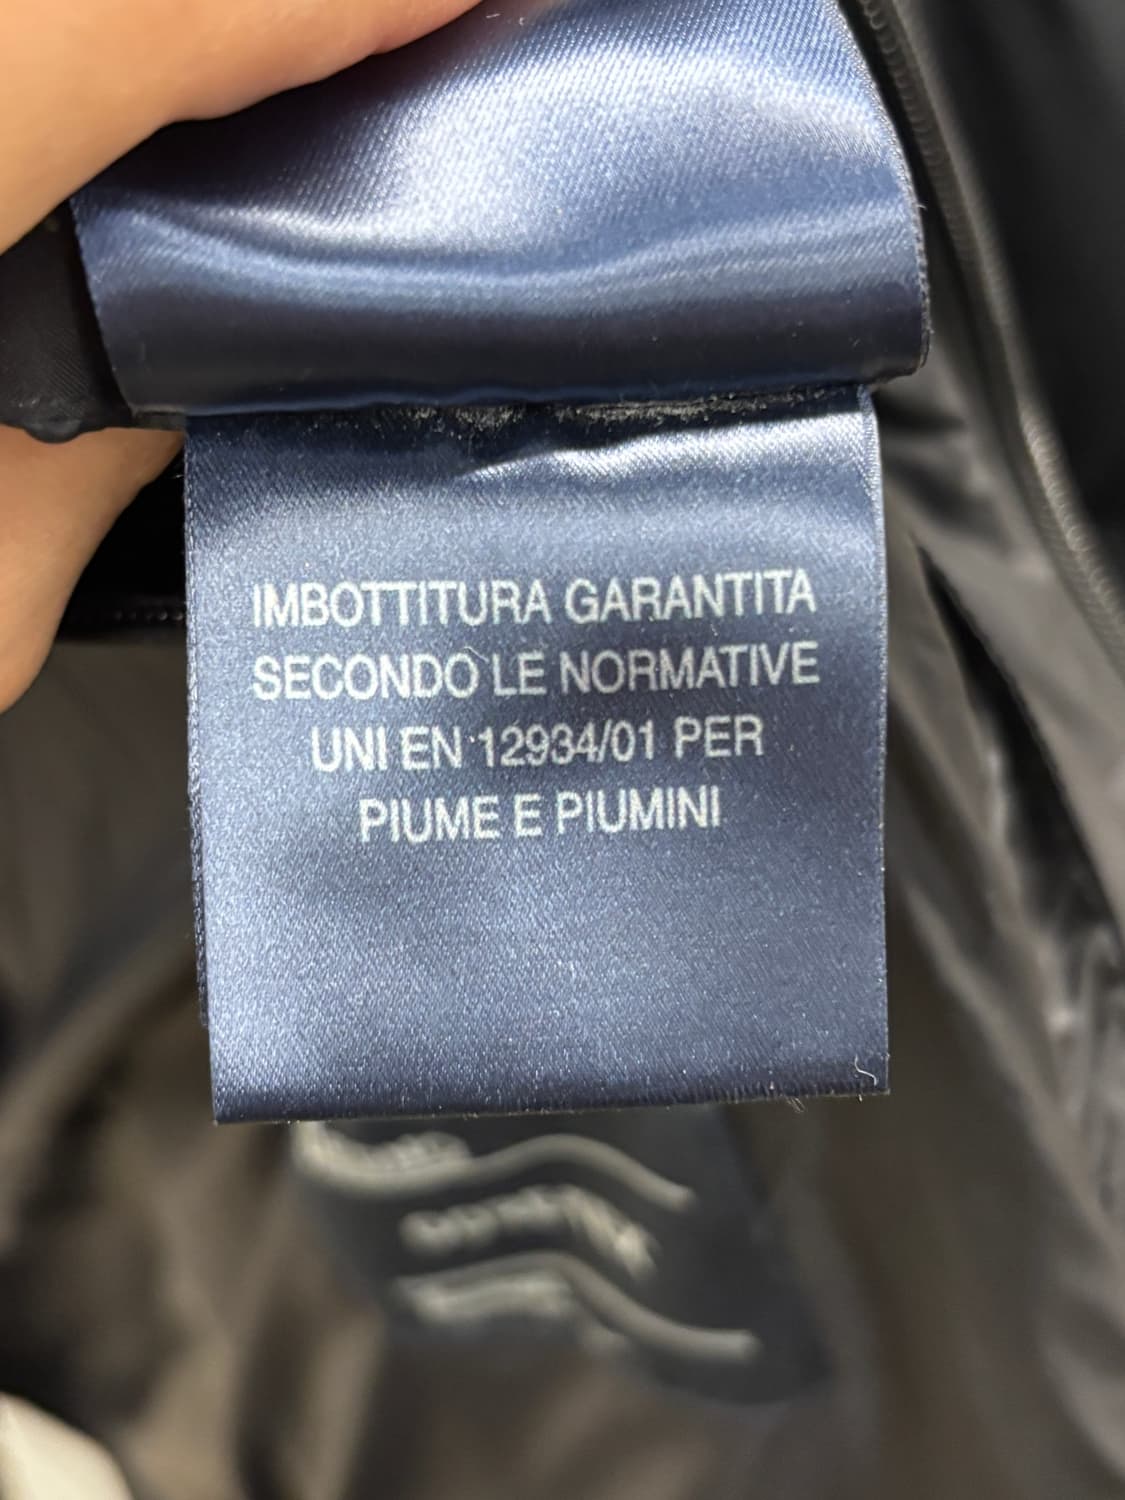 IMBOTTITURA GARANTITA
SECONDO LE NORMATIVE
UNI EN 12934/01 PER
PIUME E PIUMINI